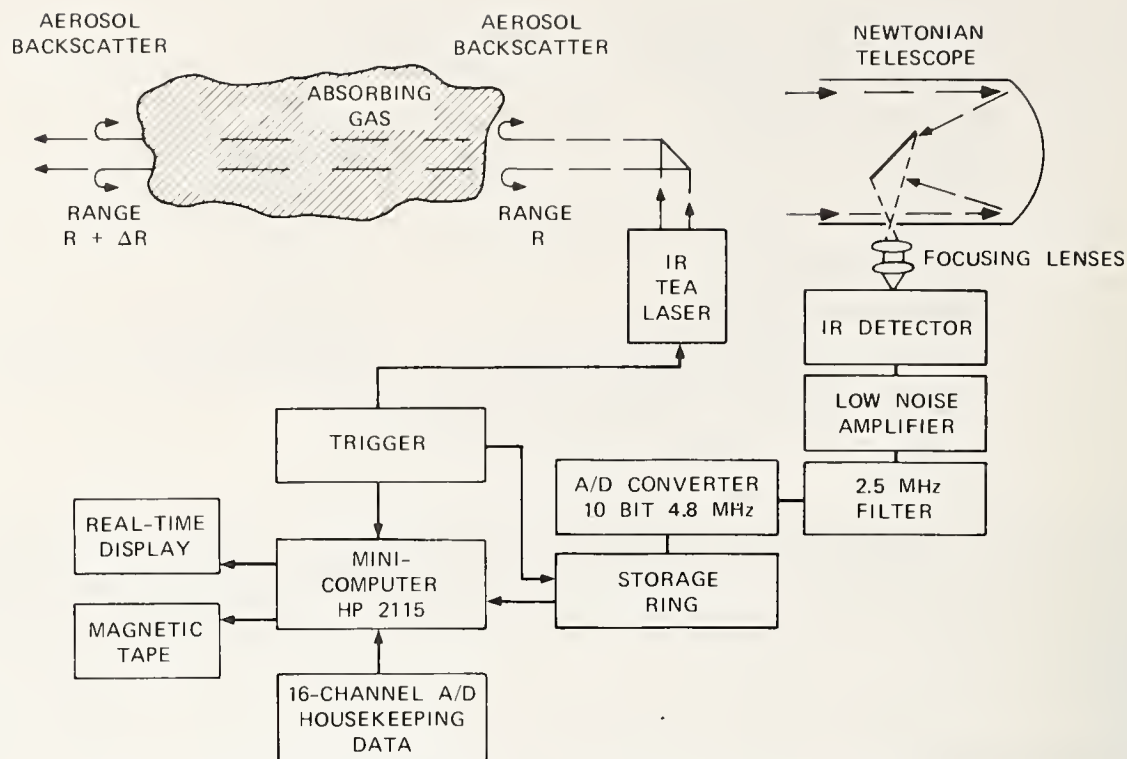 AEROSOL
BACKSCATTER
AEROSOL
BACKSCATTER
NEWTONIAN
TELESCOPE
ABSORBING
GAS
RANGE
R + ΔR
RANGE
R
IR
TEA
LASER
FOCUSING LENSES
IR DETECTOR
LOW NOISE
AMPLIFIER
2.5 MHz
FILTER
A/D CONVERTER
10 BIT 4.8 MHz
STORAGE
RING
TRIGGER
MINI-
COMPUTER
HP 2115
REAL-TIME
DISPLAY
MAGNETIC
TAPE
16-CHANNEL A/D
HOUSEKEEPING
DATA